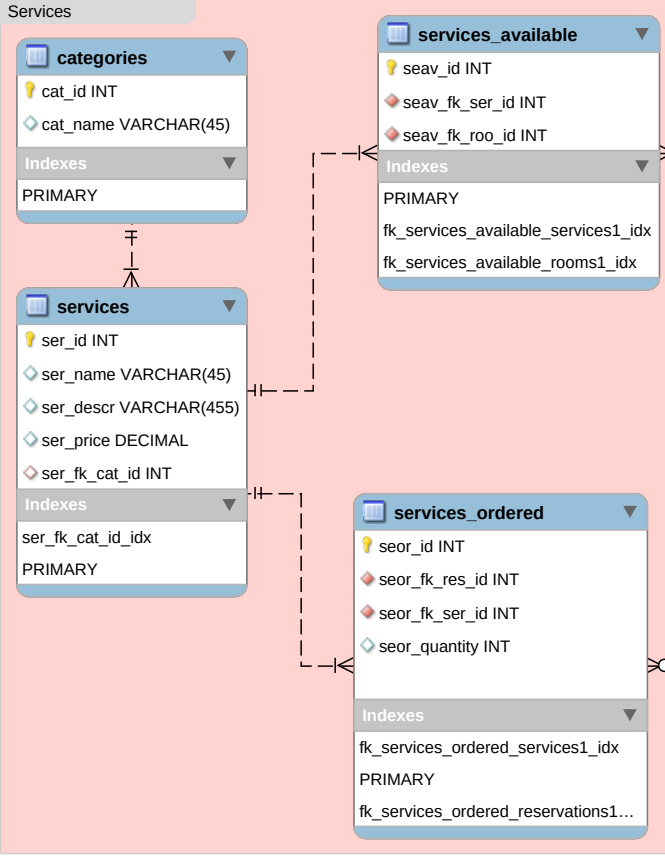 Services
categories
cat_id INT
cat_name VARCHAR(45)
Indexes
PRIMARY
services
ser_id INT
ser_name VARCHAR(45)
ser_descr VARCHAR(455)
ser_price DECIMAL
ser_fk_cat_id INT
Indexes
ser_fk_cat_id_idx
PRIMARY
services_available
seav_id INT
seav_fk_ser_id INT
seav_fk_roo_id INT
Indexes
PRIMARY
fk_services_available_services1_idx
fk_services_available_rooms1_idx
services_ordered
seor_id INT
seor_fk_res_id INT
seor_fk_ser_id INT
seor_quantity INT
Indexes
fk_services_ordered_services1_idx
PRIMARY
fk_services_ordered_reservations1...